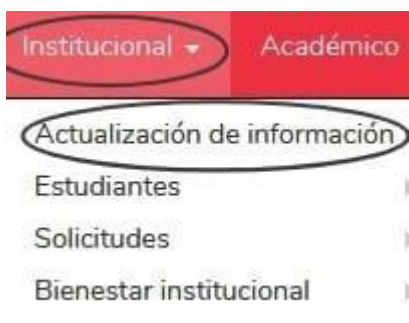 Institucional Académico
Actualización de información
Estudiantes
Solicitudes
Bienestar institucional